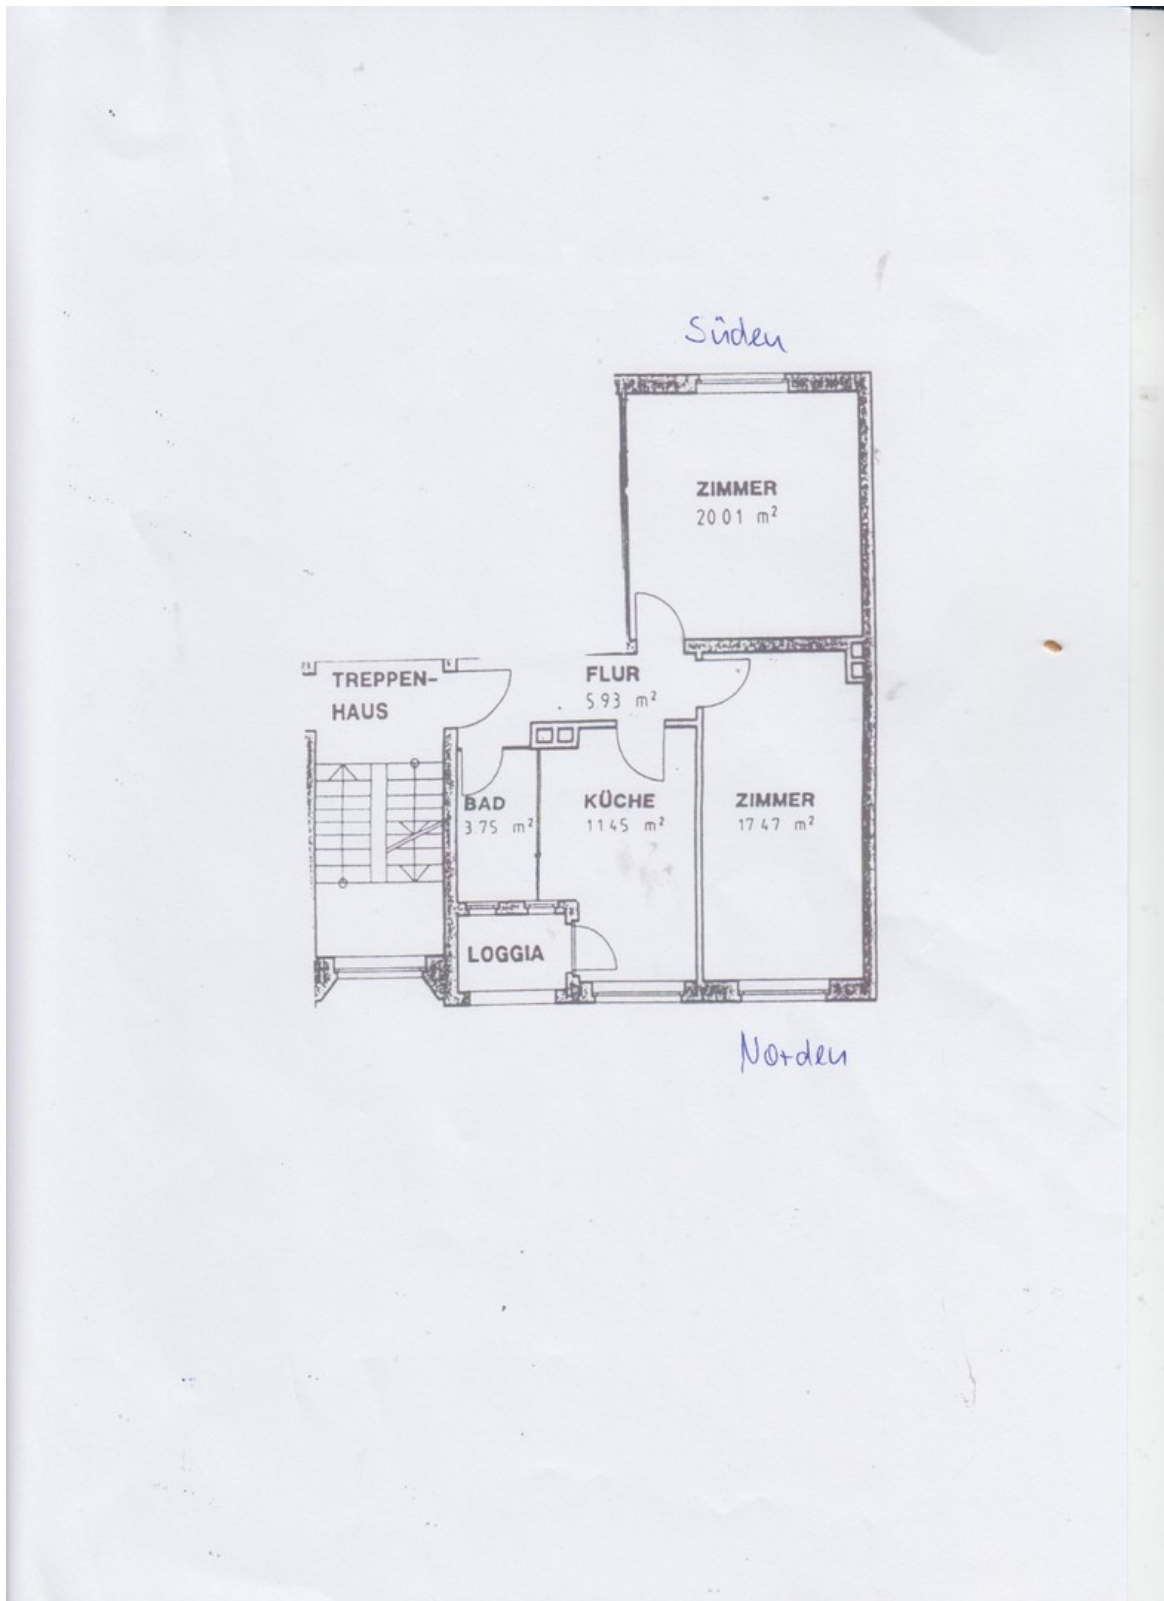 Süden
ZIMMER
20.01 m²
TREPPEN-
HAUS
FLUR
5.93 m²
BAD
3.75 m²
KÜCHE
11.45 m²
ZIMMER
17.47 m²
LOGGIA
Norden